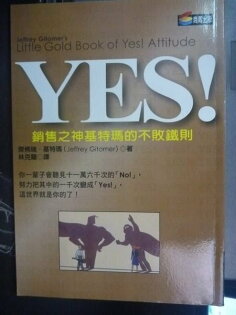 Jeffrey Gitomer's
Little Gold Book of Yes! Attitude
YES!
銷售之神基特瑪的不敗鐵則
傑佛瑞．基特瑪(Jeffrey Gitomer)◎著
林克顗◎譯
你一輩子會聽見十一萬六千次的「No!」，
努力把其中的一千次變成「Yes!」，
這世界就是你的了！